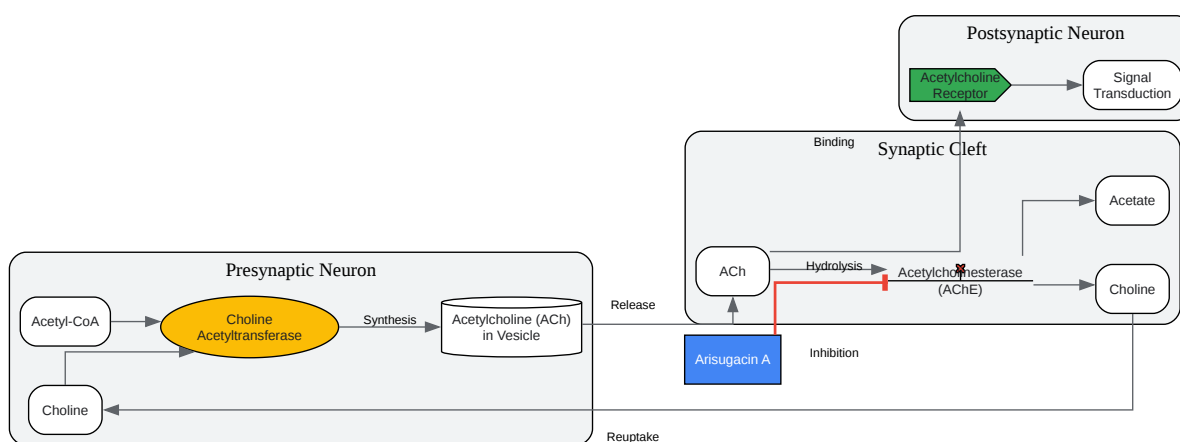 Postsynaptic Neuron
Acetylcholine
Receptor
Signal
Transduction
Binding
Synaptic Cleft
Acetate
ACh
Hydrolysis
Acetylcholinesterase
(AChE)
Choline
Presynaptic Neuron
Acetyl-CoA
Choline
Acetyltransferase
Synthesis
Acetylcholine (ACh)
in Vesicle
Release
Arisugacin A
Inhibition
Choline
Reuptake